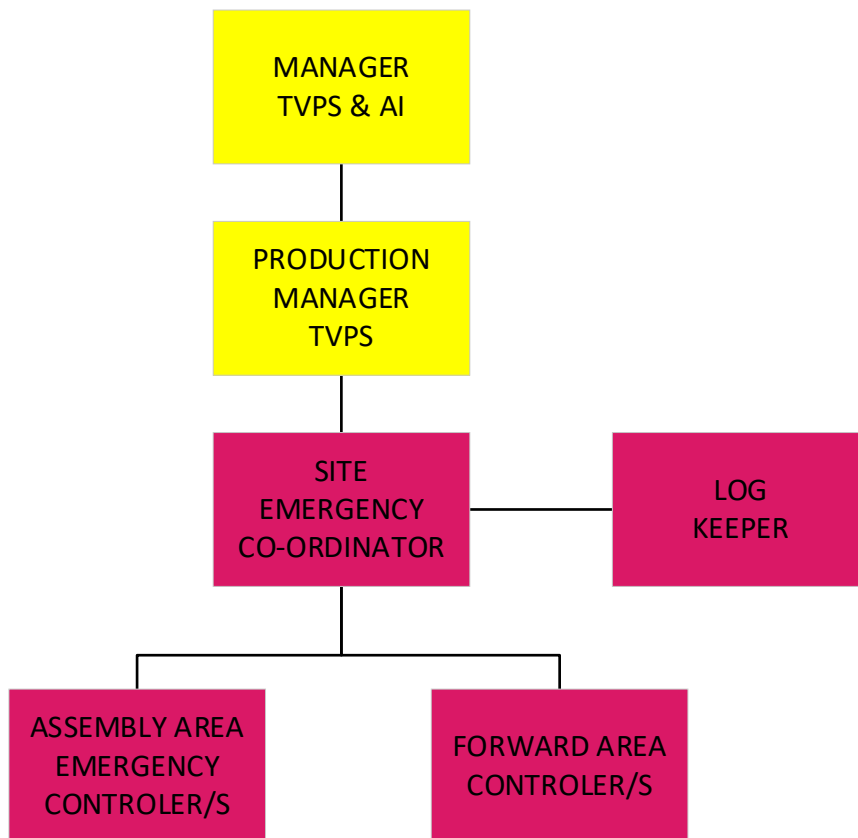 MANAGER
TVPS & AI
PRODUCTION
MANAGER
TVPS
SITE
EMERGENCY
CO-ORDINATOR
LOG
KEEPER
ASSEMBLY AREA
EMERGENCY
CONTROLER/S
FORWARD AREA
CONTROLER/S